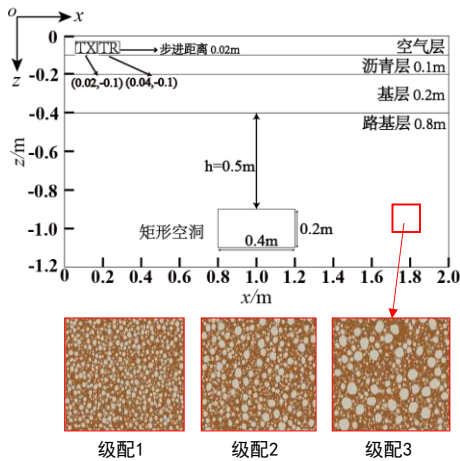 o
x
z
0
TX TR
步进距离 0.02m
空气层
(0.02,-0.1) (0.04,-0.1)
沥青层 0.1m
-0.2
基层 0.2m
-0.4
路基层 0.8m
z/m
-0.6
h=0.5m
-0.8
矩形空洞
0.2m
0.4m
-1.0
-1.2
0 0.2 0.4 0.6 0.8 1.0 1.2 1.4 1.6 1.8 2.0
x/m
级配1 级配2 级配3